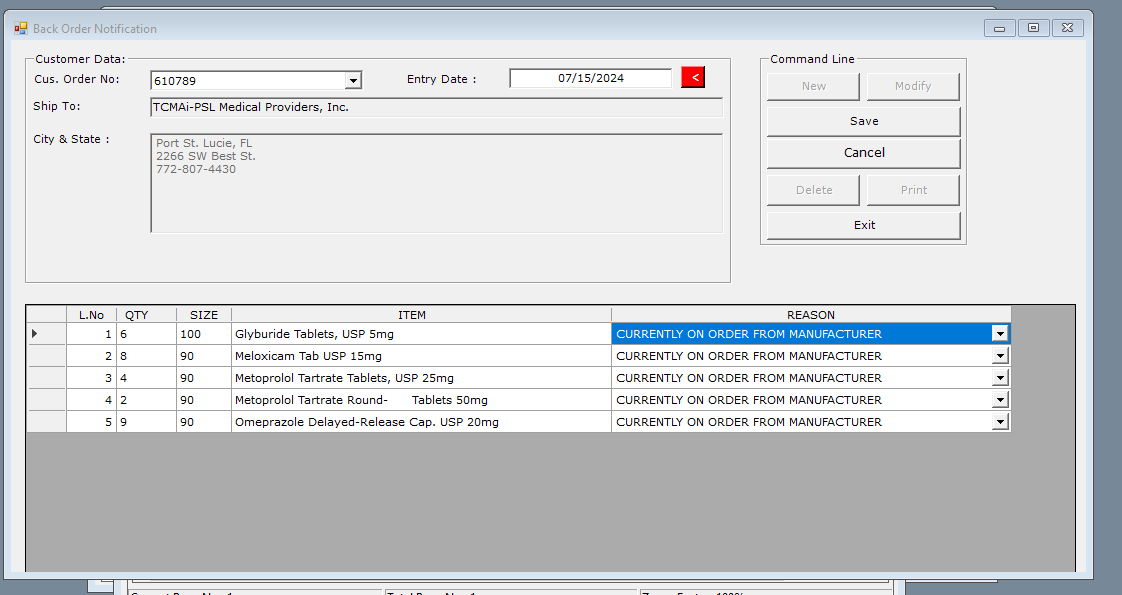 Back Order Notification
Customer Data:
Cus. Order No: 610789 Entry Date : 07/15/2024 <
Ship To: TCMAi-PSL Medical Providers, Inc.
City & State : Port St. Lucie, FL
2266 SW Best St.
772-807-4430
Command Line
New Modify
Save
Cancel
Delete Print
Exit
L.No QTY SIZE ITEM REASON
1 6 100 Glyburide Tablets, USP 5mg CURRENTLY ON ORDER FROM MANUFACTURER
2 8 90 Meloxicam Tab USP 15mg CURRENTLY ON ORDER FROM MANUFACTURER
3 4 90 Metoprolol Tartrate Tablets, USP 25mg CURRENTLY ON ORDER FROM MANUFACTURER
4 2 90 Metoprolol Tartrate Round- Tablets 50mg CURRENTLY ON ORDER FROM MANUFACTURER
5 9 90 Omeprazole Delayed-Release Cap. USP 20mg CURRENTLY ON ORDER FROM MANUFACTURER